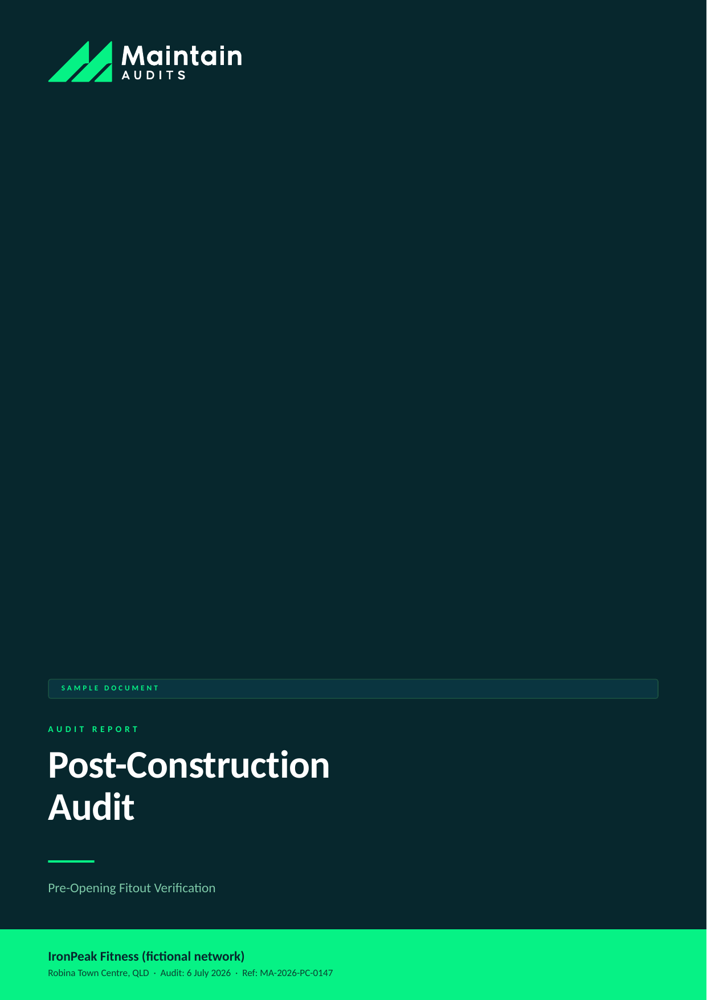 Maintain
AUDITS
SAMPLE DOCUMENT
AUDIT REPORT
Post-Construction
Audit
Pre-Opening Fitout Verification
IronPeak Fitness (fictional network)
Robina Town Centre, QLD · Audit: 6 July 2026 · Ref: MA-2026-PC-0147